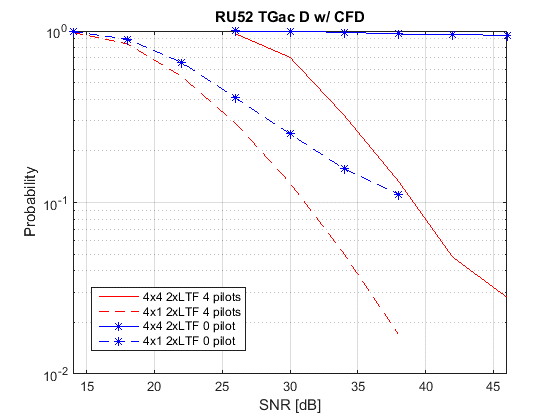 RU52 TGac D w/ CFD
Probability
10^0
10^-1
10^-2
4x4 2xLTF 4 pilots
4x1 2xLTF 4 pilots
4x4 2xLTF 0 pilot
4x1 2xLTF 0 pilot
15 20 25 30 35 40 45
SNR [dB]